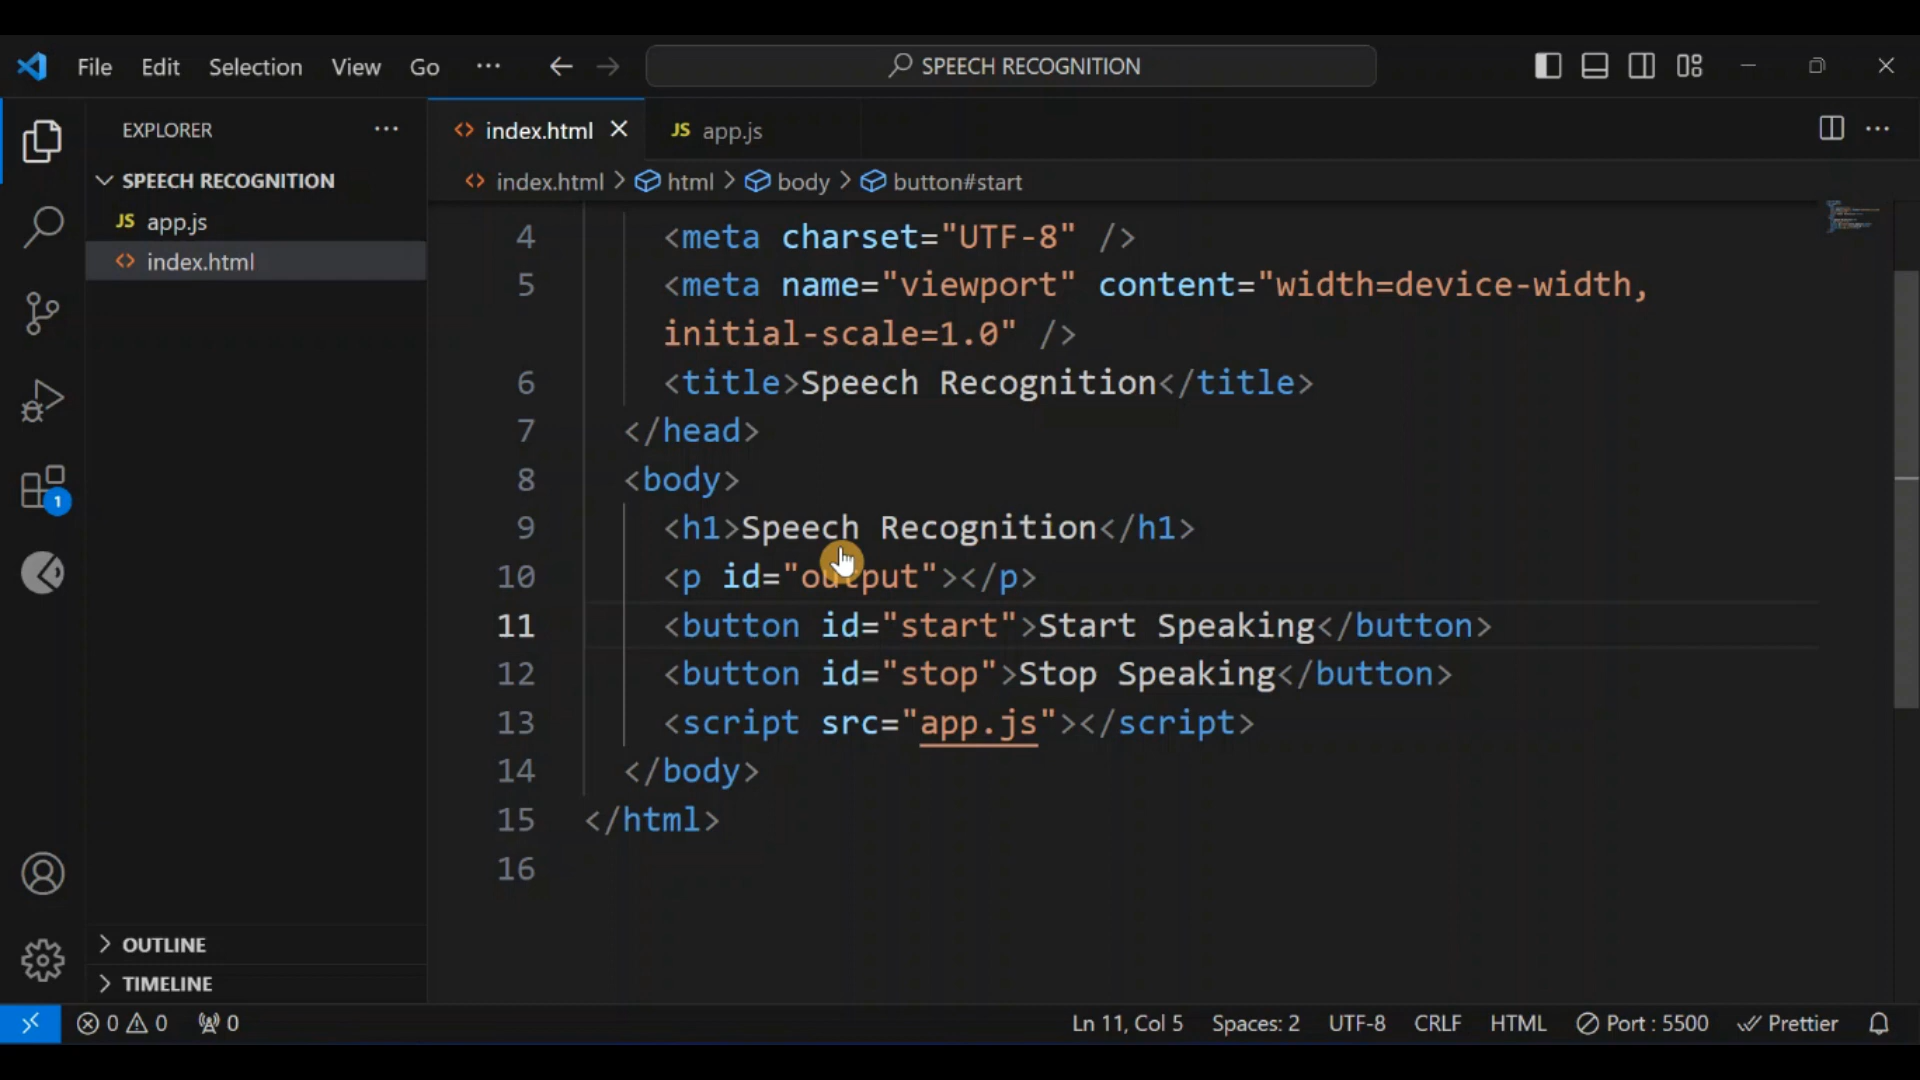 File Edit Selection View Go ... SPEECH RECOGNITION
EXPLORER ...
SPEECH RECOGNITION
JS app.js
<> index.html
1
OUTLINE
TIMELINE
<> index.html JS app.js
<> index.html > html > body > button#start
4 <meta charset="UTF-8" />
5 <meta name="viewport" content="width=device-width,
initial-scale=1.0" />
6 <title>Speech Recognition</title>
7 </head>
8 <body>
9 <h1>Speech Recognition</h1>
10 <p id="output"></p>
11 <button id="start">Start Speaking</button>
12 <button id="stop">Stop Speaking</button>
13 <script src="app.js"></script>
14 </body>
15 </html>
16
0 0 0 Ln 11, Col 5 Spaces: 2 UTF-8 CRLF HTML Port : 5500 Prettier